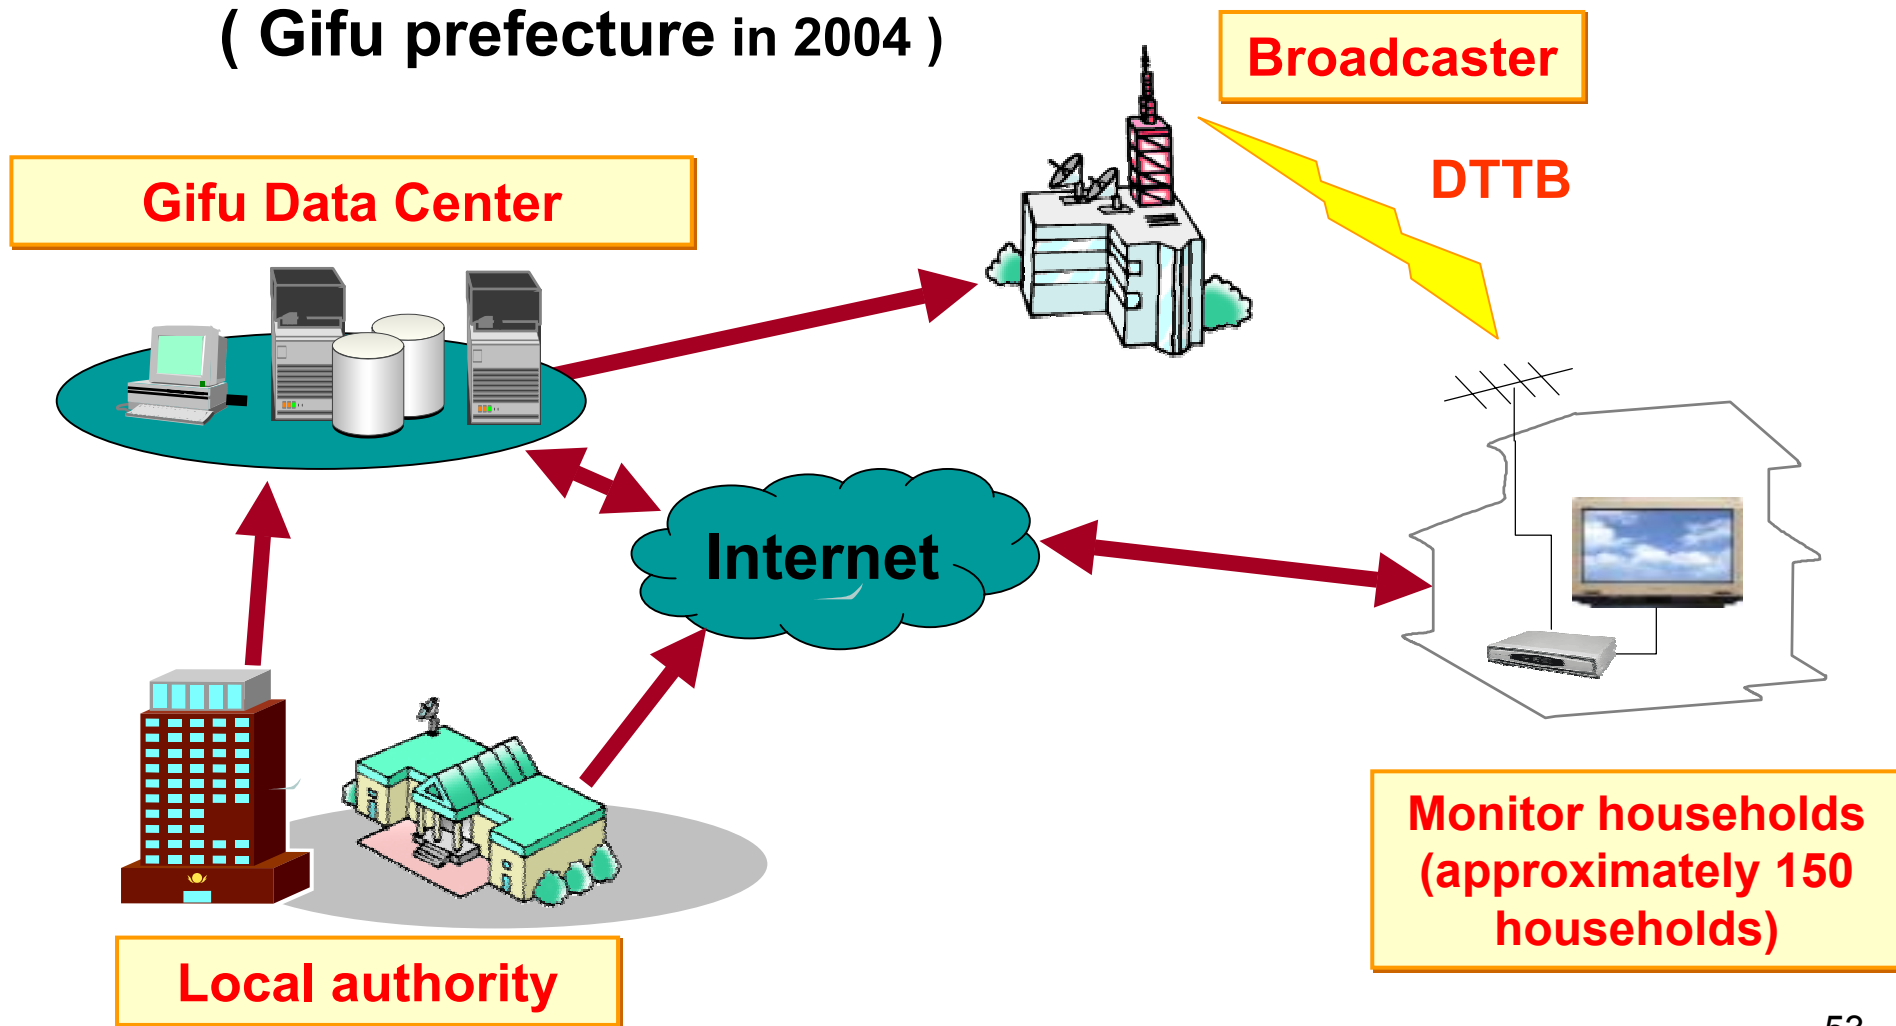 ( Gifu prefecture in 2004 )
Broadcaster
DTTB
Gifu Data Center
Internet
Monitor households
(approximately 150
households)
Local authority